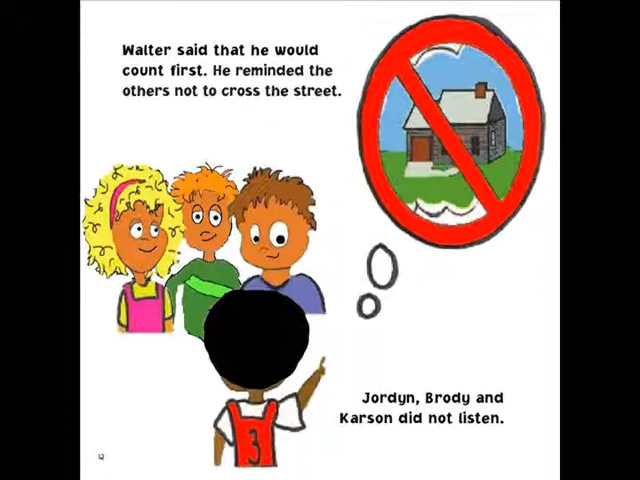 Walter said that he would
count first. He reminded the
others not to cross the street.
3
Jordyn, Brody and
Karson did not listen.
12